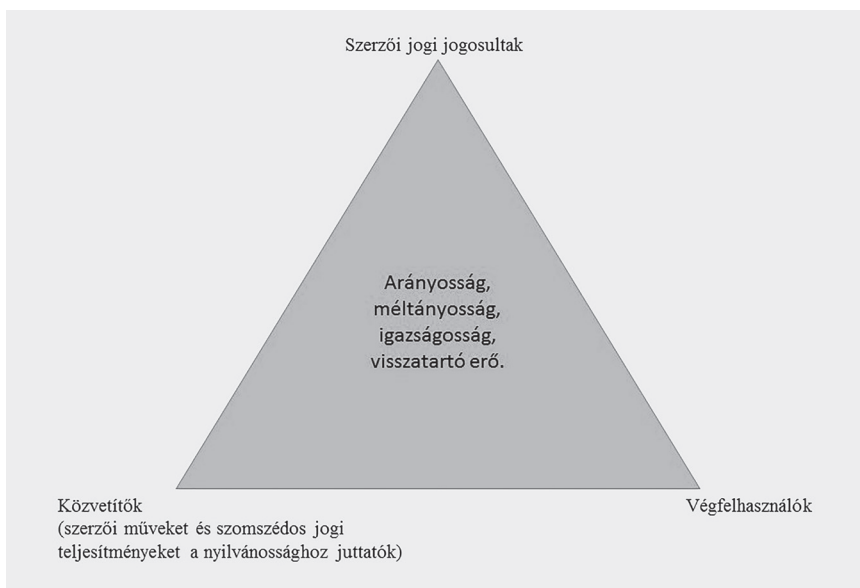 Szerzői jogi jogosultak
Arányosság,
méltányosság,
igazságosság,
visszatartó erő.
Közvetítők
(szerzői műveket és szomszédos jogi
teljesítményeket a nyilvánossághoz juttatók)
Végfelhasználók